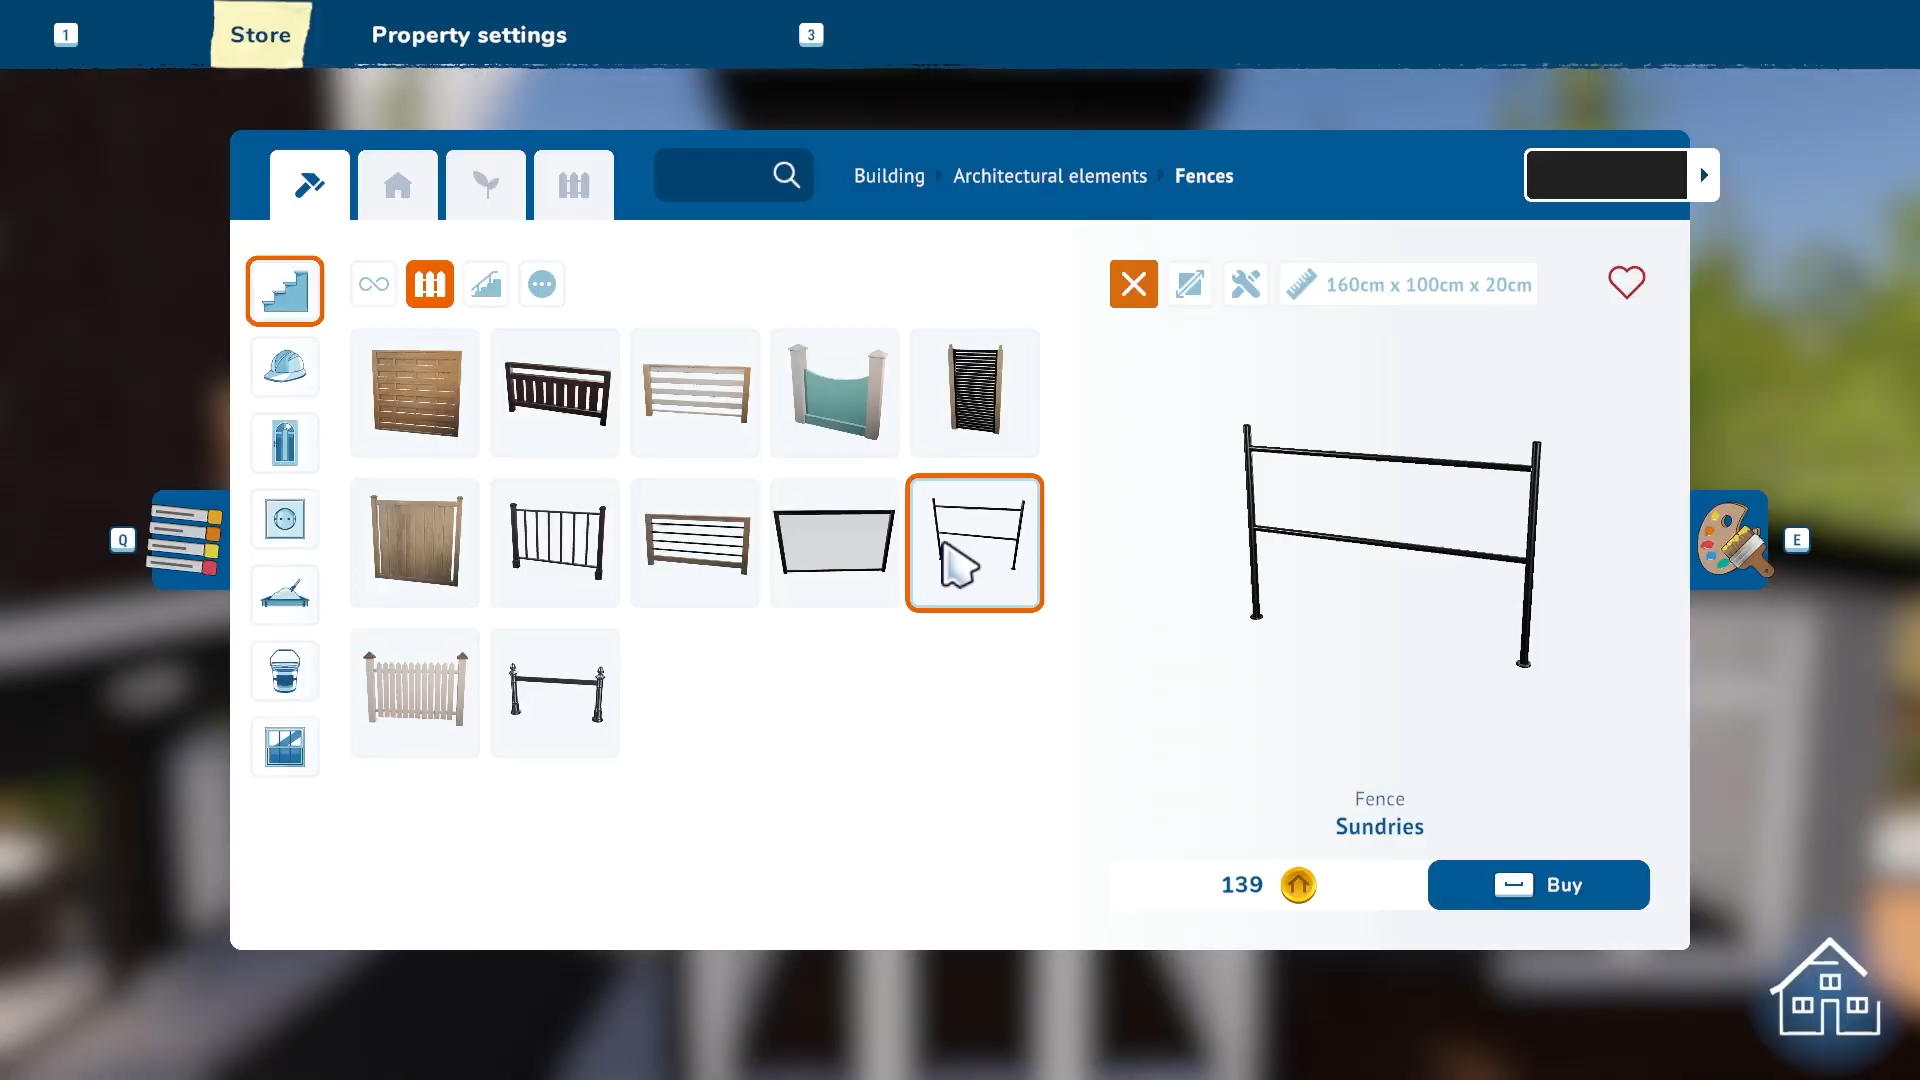 1
Store
Property settings
3
Building
Architectural elements
Fences
160cm x 100cm x 20cm
Q
E
Fence
Sundries
139
Buy